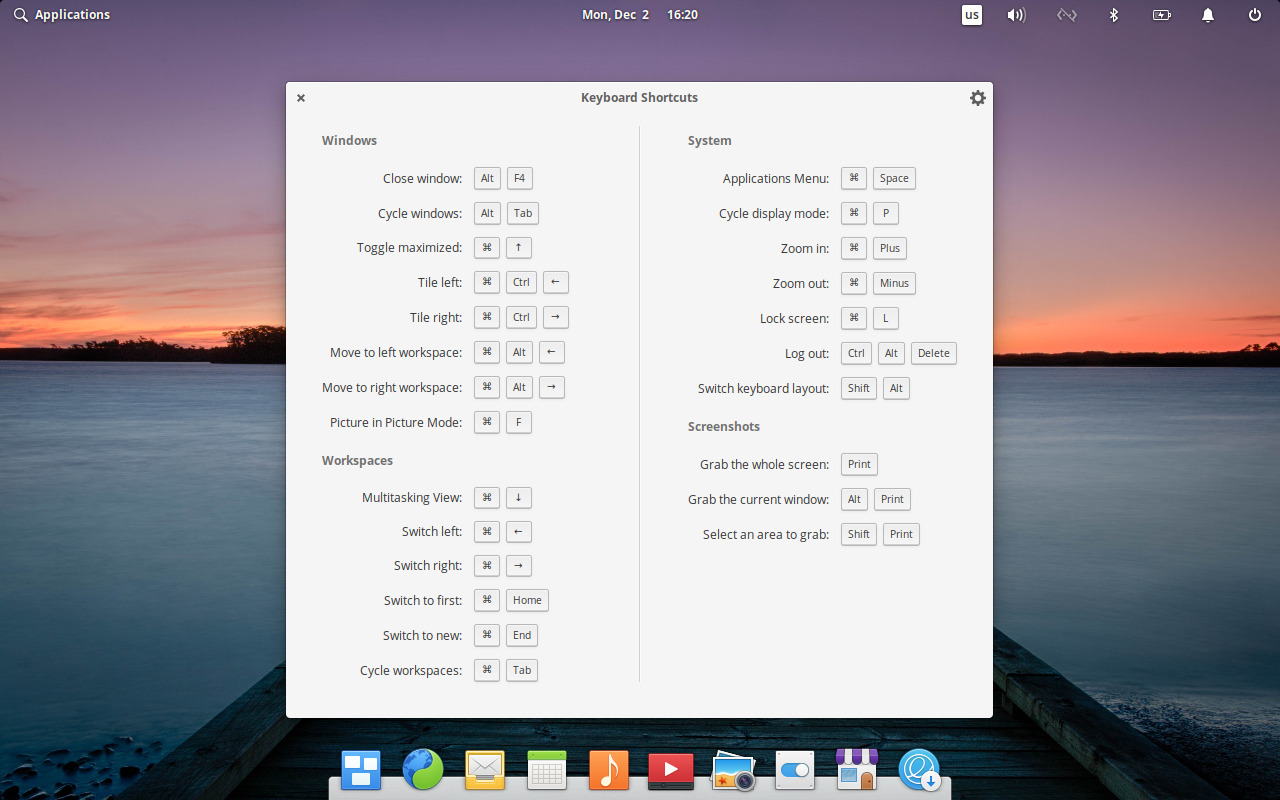 Applications
Mon, Dec 2 16:20
us
Keyboard Shortcuts
Windows
Close window: Alt F4
Cycle windows: Alt Tab
Toggle maximized: ⌘ ↑
Tile left: ⌘ Ctrl ←
Tile right: ⌘ Ctrl →
Move to left workspace: ⌘ Alt ←
Move to right workspace: ⌘ Alt →
Picture in Picture Mode: ⌘ F
Workspaces
Multitasking View: ⌘ ↓
Switch left: ⌘ ←
Switch right: ⌘ →
Switch to first: ⌘ Home
Switch to new: ⌘ End
Cycle workspaces: ⌘ Tab
System
Applications Menu: ⌘ Space
Cycle display mode: ⌘ P
Zoom in: ⌘ Plus
Zoom out: ⌘ Minus
Lock screen: ⌘ L
Log out: Ctrl Alt Delete
Switch keyboard layout: Shift Alt
Screenshots
Grab the whole screen: Print
Grab the current window: Alt Print
Select an area to grab: Shift Print